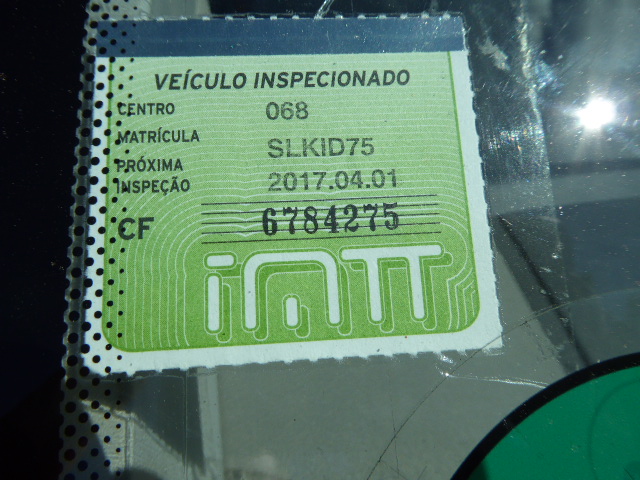 VEÍCULO INSPECIONADO
CENTRO 068
MATRÍCULA SLKID75
PRÓXIMA
INSPEÇÃO 2017.04.01
CF 6784275
imtt